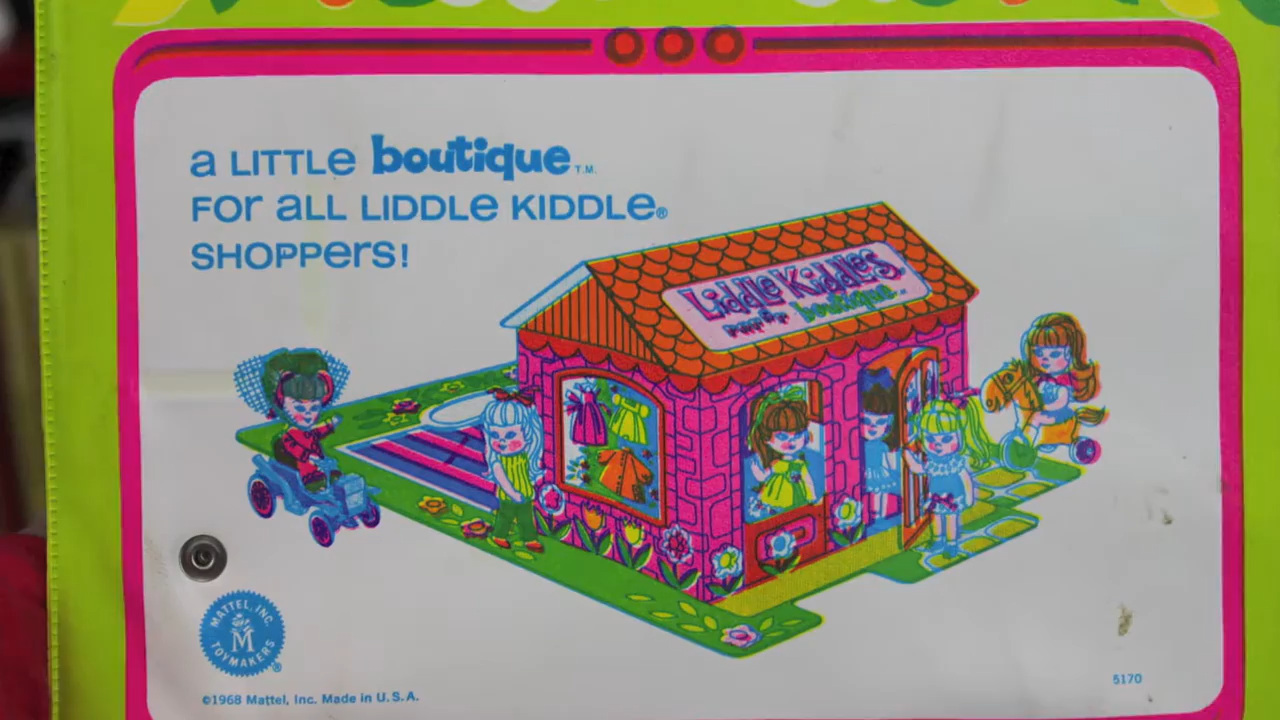 a LITTLe boutique T.M.
FOr aLL LIDDLe KIDDLe®
SHOPPerS!
Liddle Kiddles
boutique
MATTEL, INC.
M
TOYMAKERS
®
©1968 Mattel, Inc. Made in U.S.A.
5170